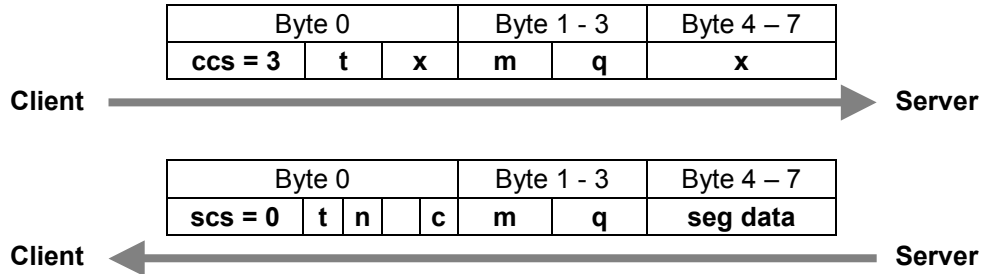 Byte 0 Byte 1 - 3 Byte 4 – 7
ccs = 3 t x m q x
Client Server
Byte 0 Byte 1 - 3 Byte 4 – 7
scs = 0 t n c m q seg data
Client Server